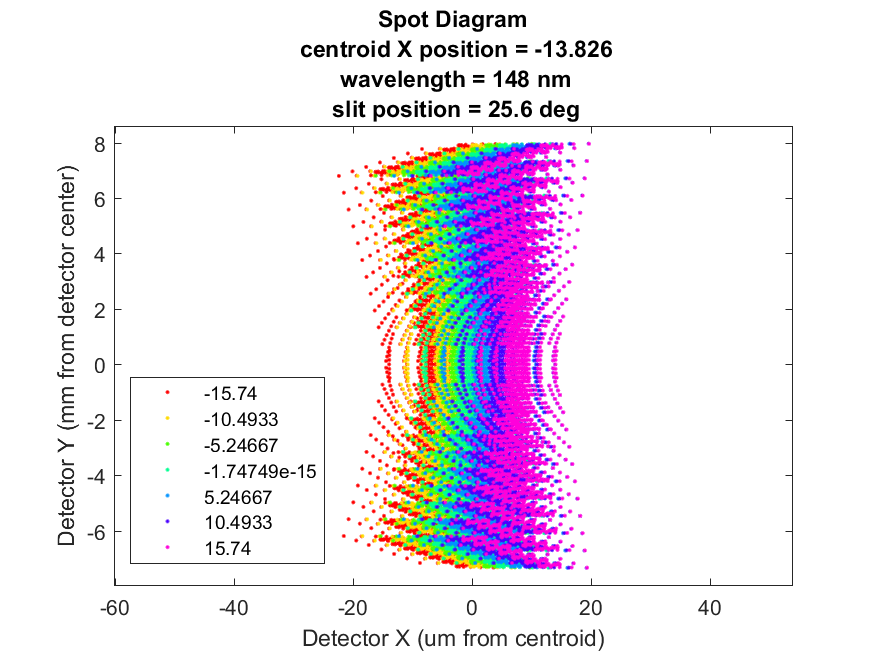 Spot Diagram
centroid X position = -13.826
wavelength = 148 nm
slit position = 25.6 deg
8
6
4
2
0
-2
-4
-6
Detector Y (mm from detector center)
-15.74
-10.4933
-5.24667
-1.74749e-15
5.24667
10.4933
15.74
-60
-40
-20
0
20
40
Detector X (um from centroid)